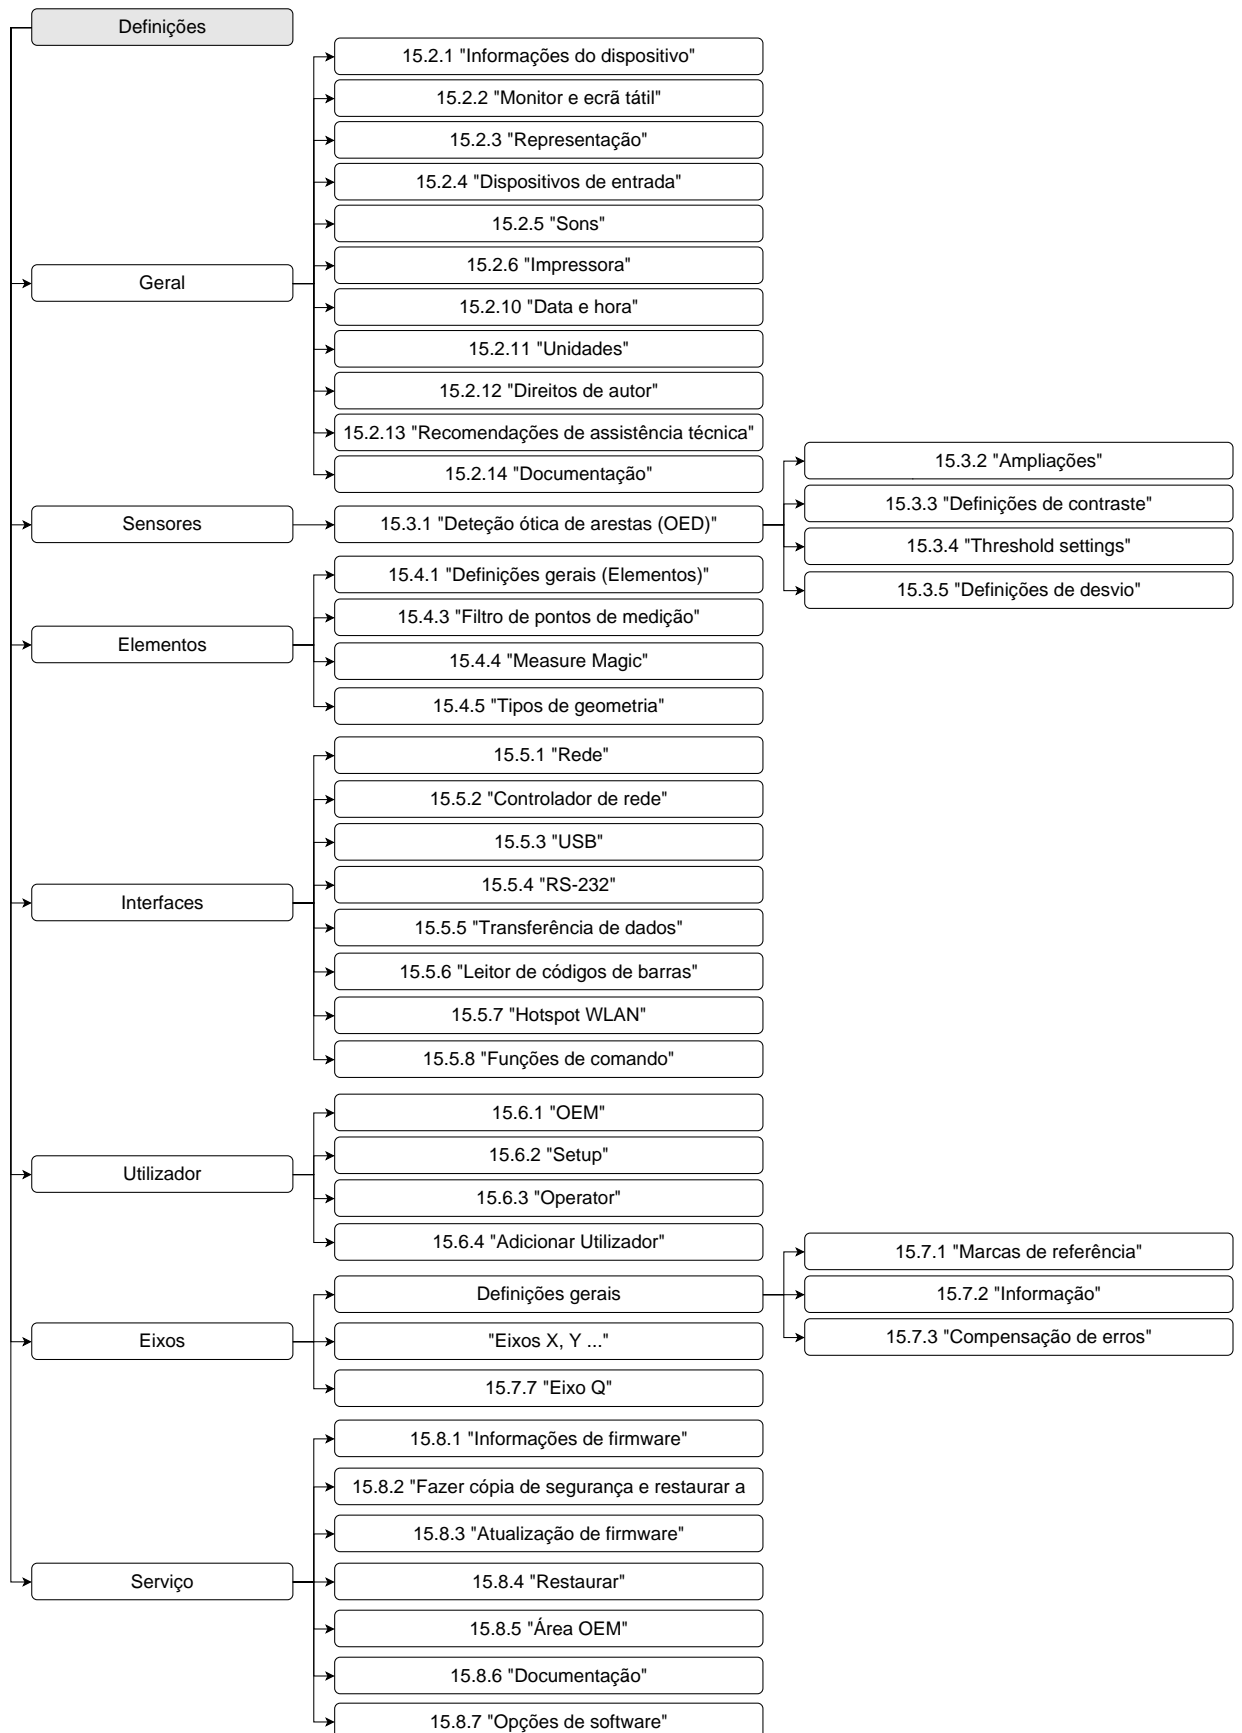 Definições
Geral
15.2.1 "Informações do dispositivo"
15.2.2 "Monitor e ecrã tátil"
15.2.3 "Representação"
15.2.4 "Dispositivos de entrada"
15.2.5 "Sons"
15.2.6 "Impressora"
15.2.10 "Data e hora"
15.2.11 "Unidades"
15.2.12 "Direitos de autor"
15.2.13 "Recomendações de assistência técnica"
15.2.14 "Documentação"
Sensores
15.3.1 "Deteção ótica de arestas (OED)"
15.3.2 "Ampliações"
15.3.3 "Definições de contraste"
15.3.4 "Threshold settings"
15.3.5 "Definições de desvio"
Elementos
15.4.1 "Definições gerais (Elementos)"
15.4.3 "Filtro de pontos de medição"
15.4.4 "Measure Magic"
15.4.5 "Tipos de geometria"
Interfaces
15.5.1 "Rede"
15.5.2 "Controlador de rede"
15.5.3 "USB"
15.5.4 "RS-232"
15.5.5 "Transferência de dados"
15.5.6 "Leitor de códigos de barras"
15.5.7 "Hotspot WLAN"
15.5.8 "Funções de comando"
Utilizador
15.6.1 "OEM"
15.6.2 "Setup"
15.6.3 "Operator"
15.6.4 "Adicionar Utilizador"
Eixos
Definições gerais
15.7.1 "Marcas de referência"
15.7.2 "Informação"
15.7.3 "Compensação de erros"
"Eixos X, Y ..."
15.7.7 "Eixo Q"
Serviço
15.8.1 "Informações de firmware"
15.8.2 "Fazer cópia de segurança e restaurar a
15.8.3 "Atualização de firmware"
15.8.4 "Restaurar"
15.8.5 "Área OEM"
15.8.6 "Documentação"
15.8.7 "Opções de software"